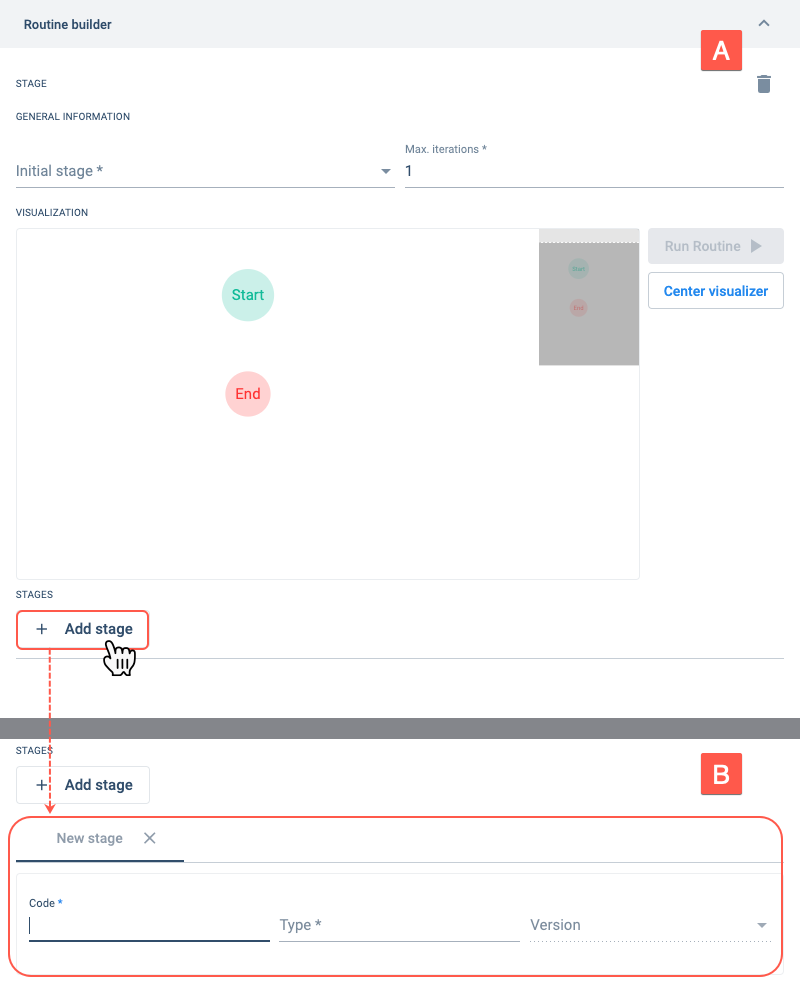 Routine builder
A
STAGE
GENERAL INFORMATION
Initial stage *
Max. iterations *
1
VISUALIZATION
Start
End
Start
End
Run Routine
Center visualizer
STAGES
+ Add stage
STAGES
+ Add stage
B
New stage
Code *
Type *
Version